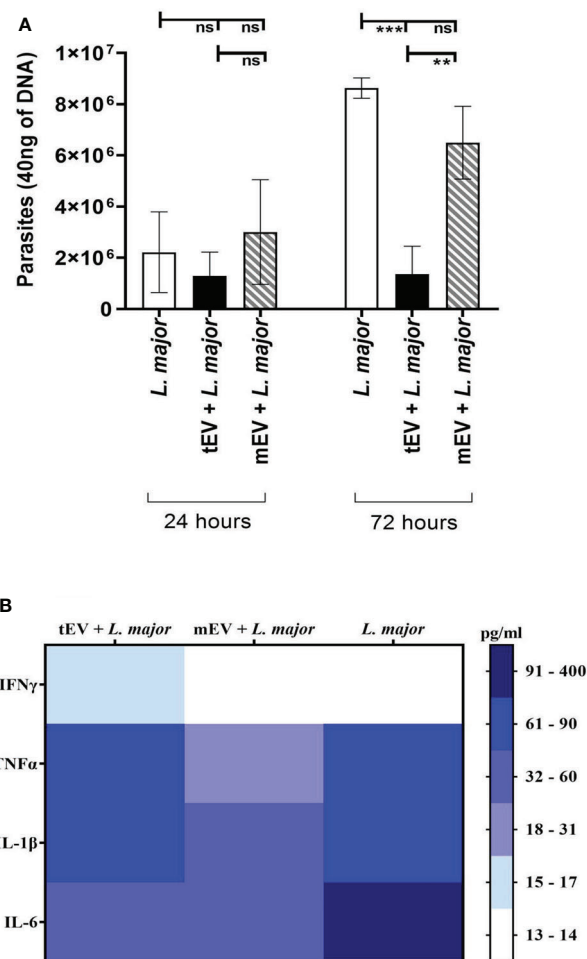 A
ns ns
ns
*** ns
**
Parasites (40ng of DNA)
1×10⁷
8×10⁶
6×10⁶
4×10⁶
2×10⁶
0
L. major
tEV + L. major
mEV + L. major
L. major
tEV + L. major
mEV + L. major
24 hours
72 hours
B
tEV + L. major mEV + L. major L. major
pg/ml
IFNγ
TNFα
IL-1β
IL-6
91 - 400
61 - 90
32 - 60
18 - 31
15 - 17
13 - 14